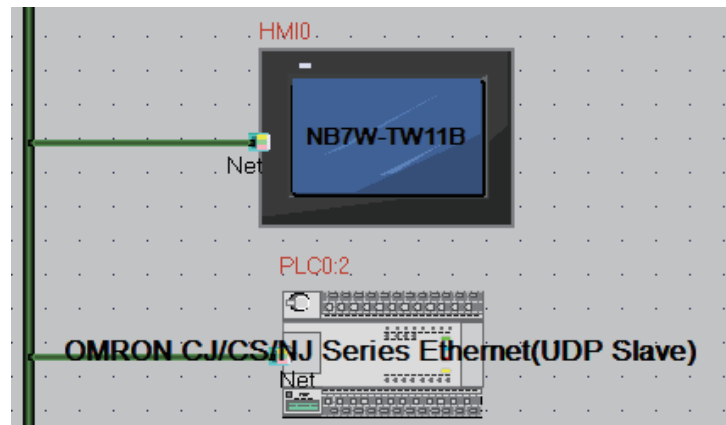 HMI0
NB7W-TW11B
Net
PLC0:2
OMRON CJ/CS/NJ Series Ethernet(UDP Slave)
Net